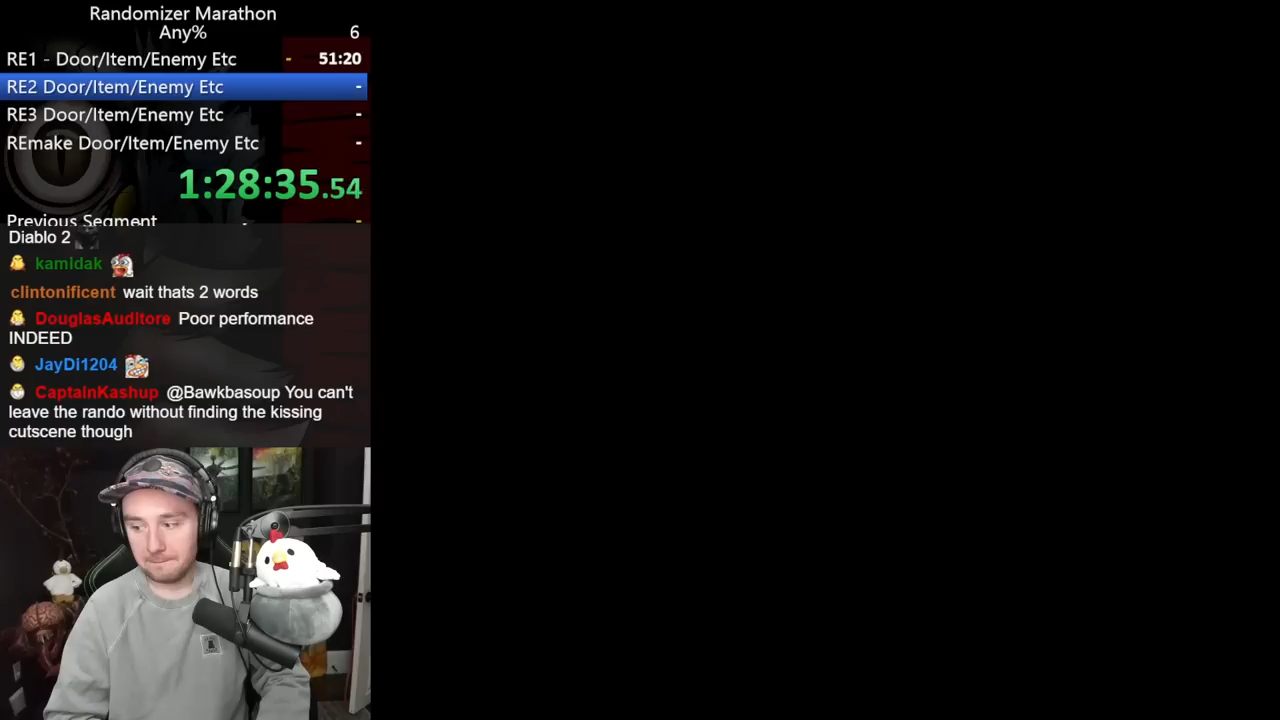 Randomizer Marathon
Any% 6
RE1 - Door/Item/Enemy Etc - 51:20
RE2 Door/Item/Enemy Etc -
RE3 Door/Item/Enemy Etc -
REmake Door/Item/Enemy Etc -
1:28:35.54
Previous Segment - -
Diablo 2
kamidak
clintonificent wait thats 2 words
DouglasAuditore Poor performance
INDEED
JayDi1204
CaptainKashup @Bawkbasoup You can't
leave the rando without finding the kissing
cutscene though